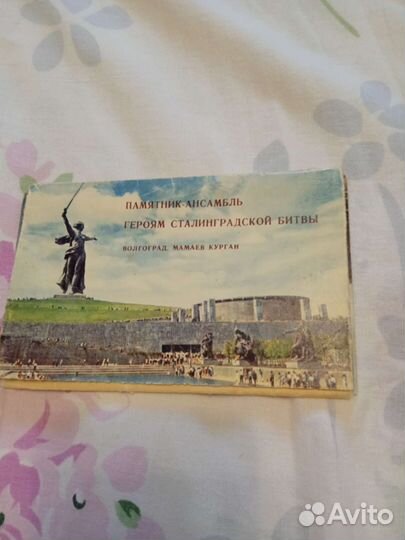 ПАМЯТНИК-АНСАМБЛЬ
ГЕРОЯМ СТАЛИНГРАДСКОЙ БИТВЫ
ВОЛГОГРАД. МАМАЕВ КУРГАН
Avito